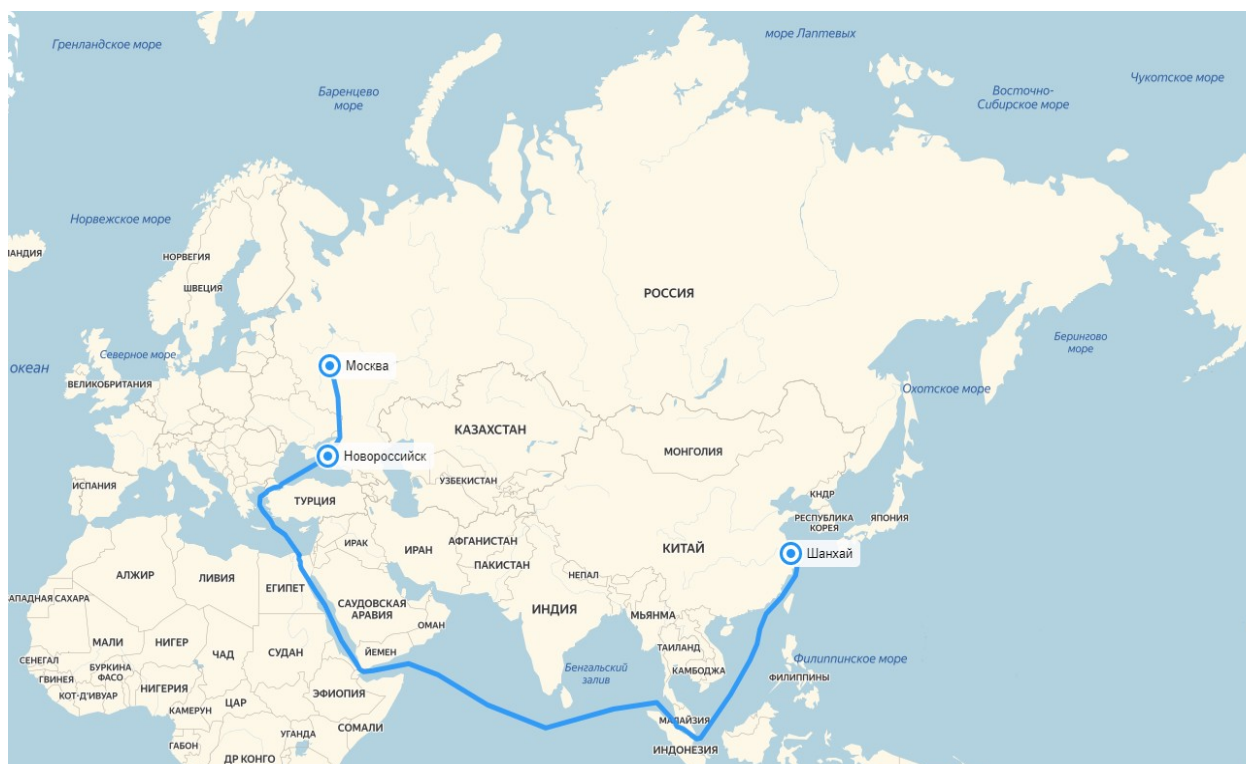 Гренландское море
море Лаптевых
Чукотское море
Баренцево
море
Восточно-
Сибирское море
Норвежское море
НОРВЕГИЯ
ШВЕЦИЯ
РОССИЯ
Берингово
море
Северное море
океан
Москва
ВЕЛИКОБРИТАНИЯ
Охотское море
КАЗАХСТАН
МОНГОЛИЯ
Новороссийск
ИСПАНИЯ
ТУРЦИЯ
УЗБЕКИСТАН
КНДР
РЕСПУБЛИКА
КОРЕЯ
ЯПОНИЯ
ИРАК
ИРАН
АФГАНИСТАН
ПАКИСТАН
КИТАЙ
Шанхай
АЛЖИР
ЛИВИЯ
ЕГИПЕТ
НЕПАЛ
АПАДНАЯ САХАРА
САУДОВСКАЯ
АРАВИЯ
ОМАН
ИНДИЯ
МЬЯНМА
МАЛИ
НИГЕР
ЧАД
СУДАН
ЙЕМЕН
ТАИЛАНД
СЕНЕГАЛ
ГВИНЕЯ
БУРКИНА
ФАСО
КОТ-Д'ИВУАР
НИГЕРИЯ
ЭФИОПИЯ
Бенгальский
залив
КАМБОДЖА
Филиппинское море
ФИЛИППИНЫ
КАМЕРУН
ЦАР
СОМАЛИ
МАЛАЙЗИЯ
ГАБОН
УГАНДА
ДР КОНГО
ИНДОНЕЗИЯ